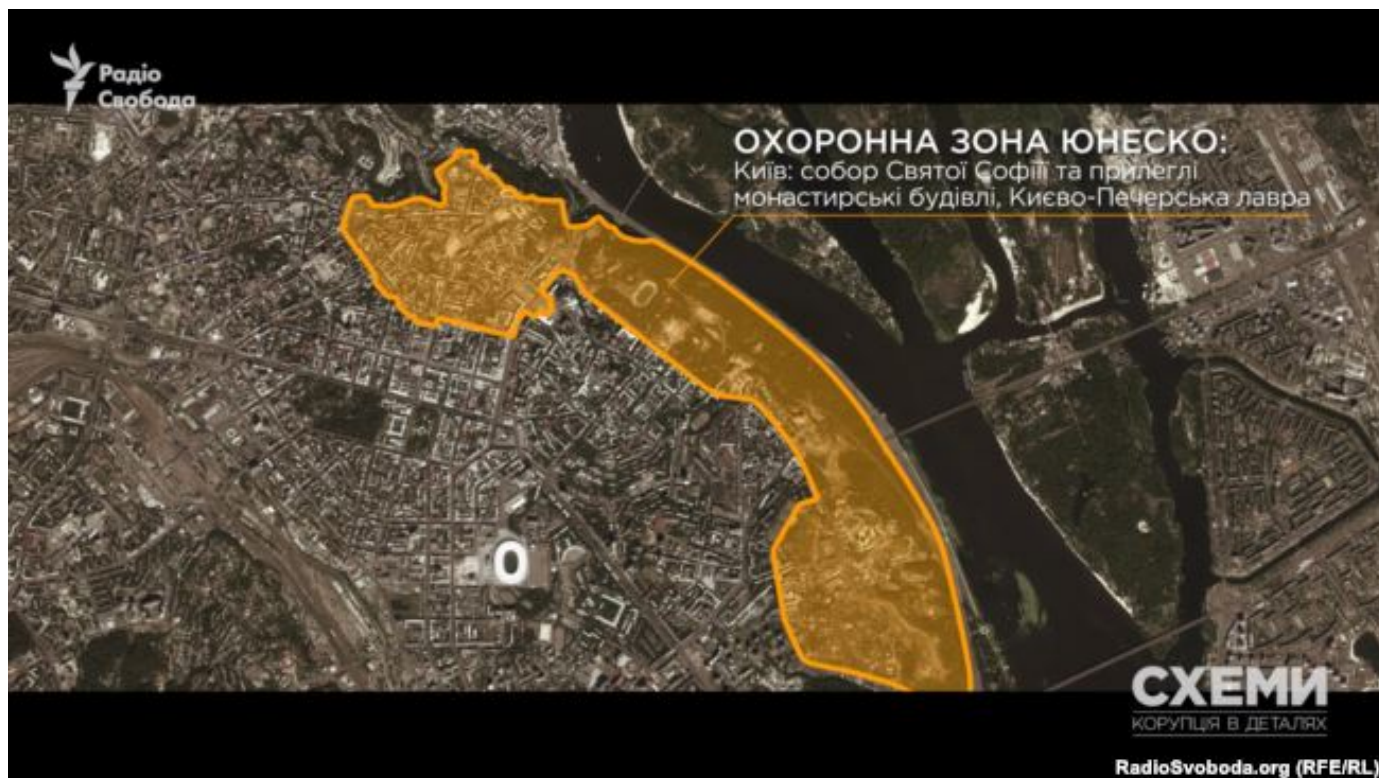 Радіо
Свобода
ОХОРОННА ЗОНА ЮНЕСКО:
Київ: собор Святої Софіїї та прилеглі
монастирські будівлі, Києво-Печерська лавра
СХЕМИ
КОРУПЦІЯ В ДЕТАЛЯХ
RadioSvoboda.org (RFE/RL)